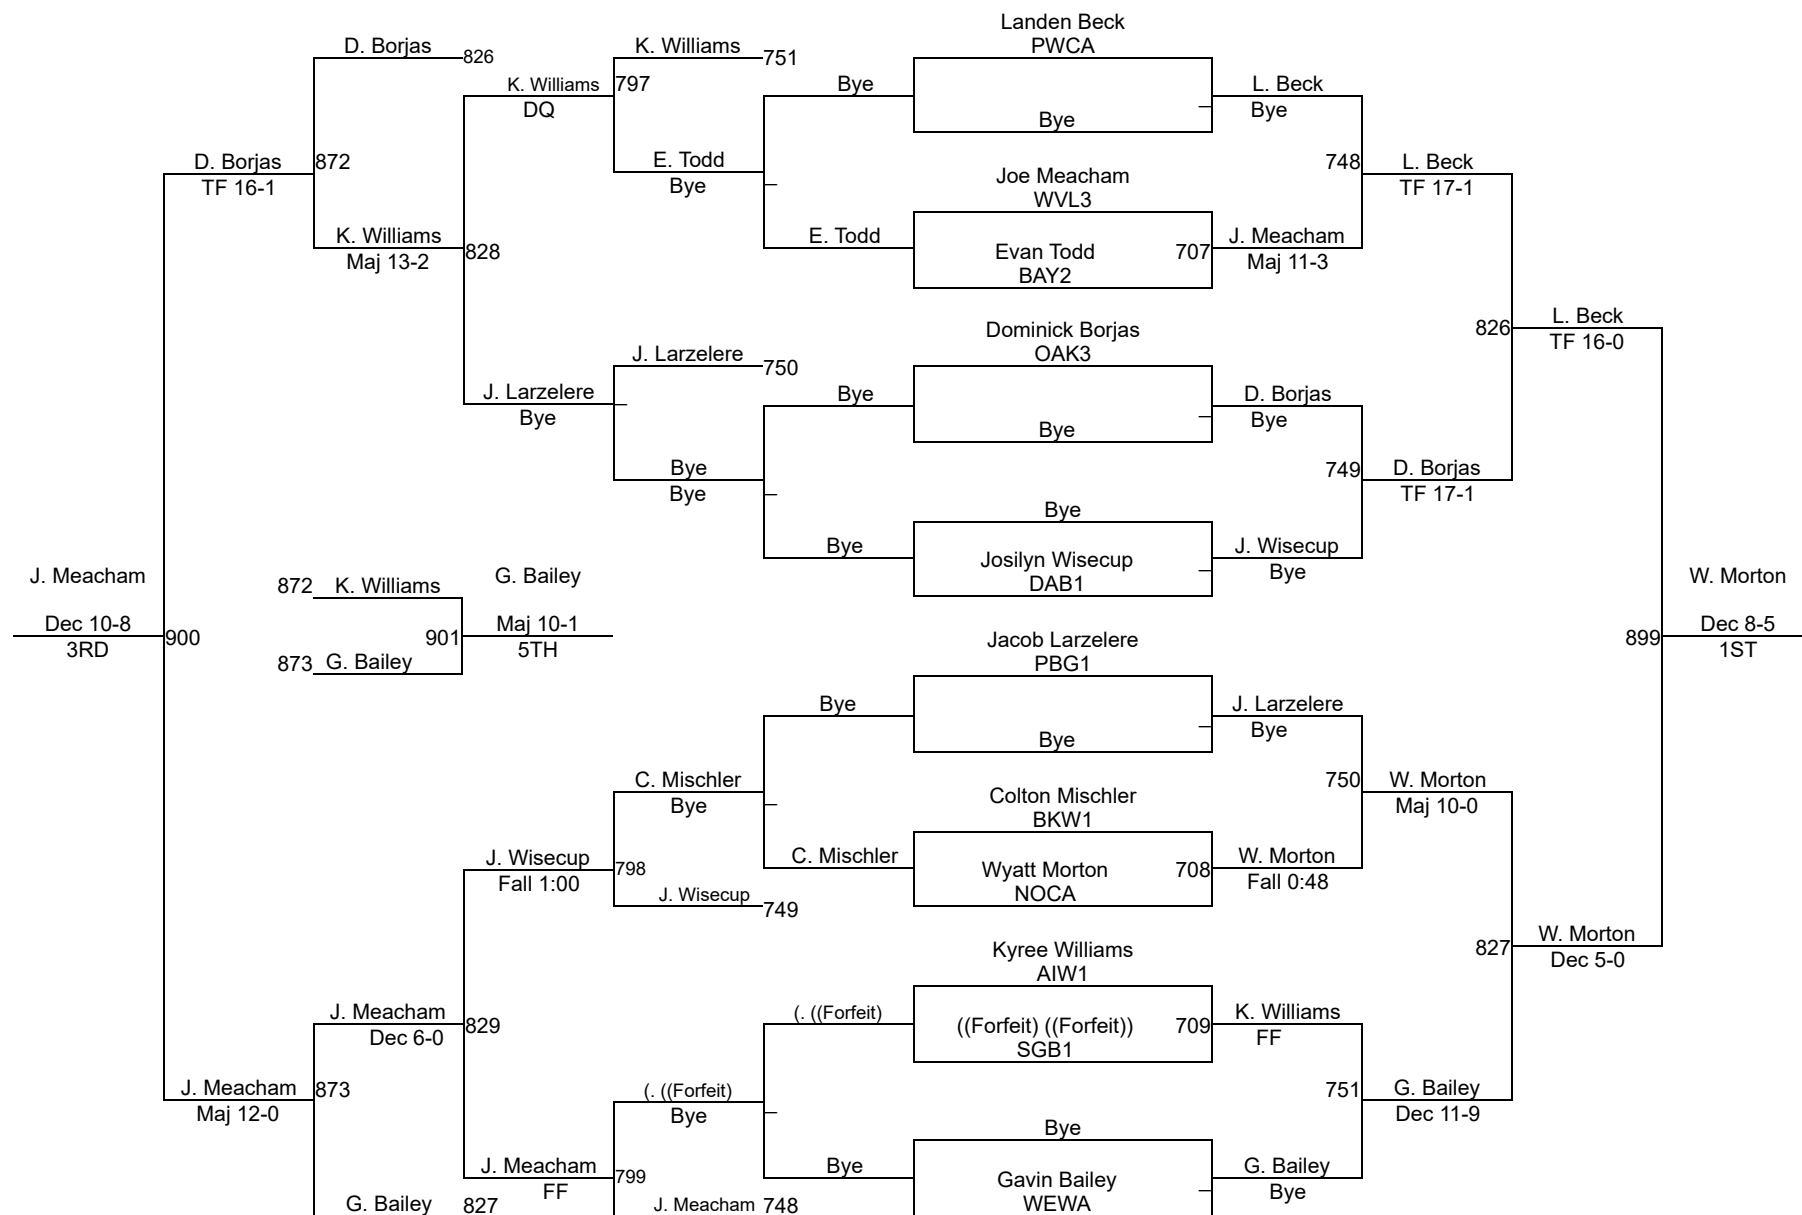 Landen Beck
PWCA
D. Borjas
826
K. Williams
751
K. Williams
797
DQ
Bye
Bye
L. Beck
Bye
D. Borjas
872
TF 16-1
E. Todd
Bye
Joe Meacham
WVL3
748
L. Beck
TF 17-1
K. Williams
828
Maj 13-2
E. Todd
Evan Todd
BAY2
707
J. Meacham
Maj 11-3
Dominick Borjas
OAK3
826
L. Beck
TF 16-0
J. Larzelere
750
J. Larzelere
Bye
Bye
Bye
D. Borjas
Bye
Bye
Bye
749
D. Borjas
TF 17-1
Bye
Bye
Josilyn Wisecup
DAB1
J. Wisecup
Bye
J. Meacham
872
K. Williams
G. Bailey
W. Morton
Dec 10-8
900
3RD
901
Maj 10-1
5TH
899
Dec 8-5
1ST
873
G. Bailey
Jacob Larzelere
PBG1
Bye
Bye
J. Larzelere
Bye
C. Mischler
Bye
Colton Mischler
BKW1
750
W. Morton
Maj 10-0
J. Wisecup
798
Fall 1:00
C. Mischler
Wyatt Morton
NOCA
708
W. Morton
Fall 0:48
J. Wisecup
749
Kyree Williams
AIW1
827
W. Morton
Dec 5-0
J. Meacham
829
Dec 6-0
(. ((Forfeit)
((Forfeit) ((Forfeit))
SGB1
709
K. Williams
FF
J. Meacham
873
Maj 12-0
(. ((Forfeit)
Bye
751
G. Bailey
Dec 11-9
Bye
J. Meacham
799
FF
Bye
Gavin Bailey
WEWA
G. Bailey
Bye
G. Bailey
827
J. Meacham
748